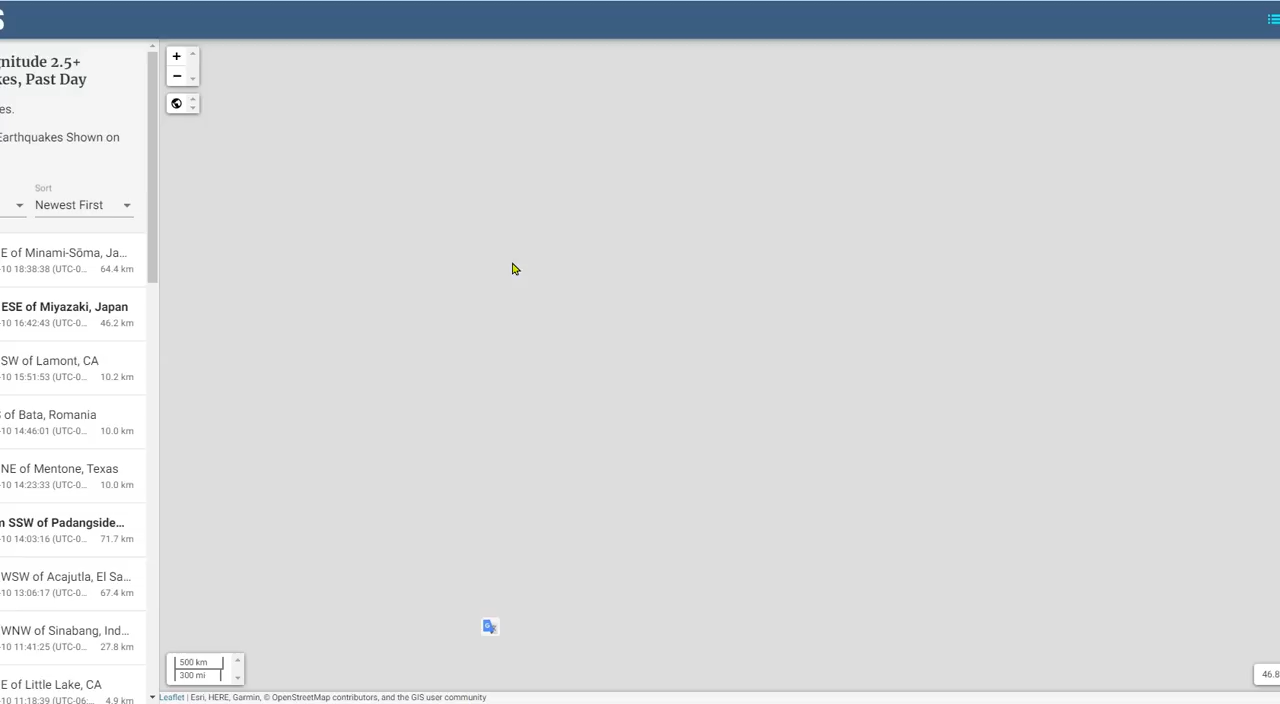 S
nitude 2.5+
kes, Past Day
es.
Earthquakes Shown on
Sort
Newest First
E of Minami-Sōma, Ja...
-10 18:38:38 (UTC-0... 64.4 km
ESE of Miyazaki, Japan
-10 16:42:43 (UTC-0... 46.2 km
SW of Lamont, CA
-10 15:51:53 (UTC-0... 10.2 km
of Bata, Romania
-10 14:46:01 (UTC-0... 10.0 km
NE of Mentone, Texas
-10 14:23:33 (UTC-0... 10.0 km
SSW of Padangside...
-10 14:03:16 (UTC-0... 71.7 km
WSW of Acajutla, El Sa...
-10 13:06:17 (UTC-0... 67.4 km
WNW of Sinabang, Ind...
-10 11:41:25 (UTC-0... 27.8 km
E of Little Lake, CA
-10 11:18:39 (UTC-06:... 4.9 km
+
−
500 km
300 mi
46.8
Leaflet | Esri, HERE, Garmin, © OpenStreetMap contributors, and the GIS user community